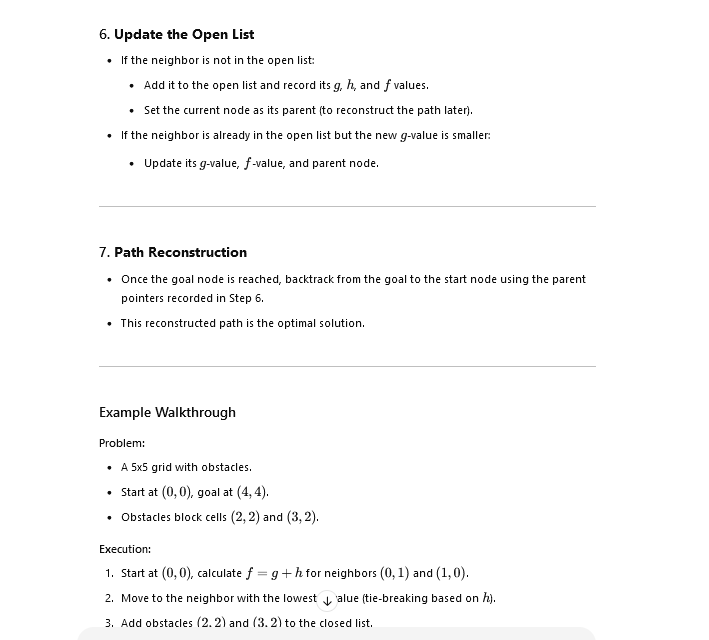 6. Update the Open List
• If the neighbor is not in the open list:
• Add it to the open list and record its g, h, and f values.
• Set the current node as its parent (to reconstruct the path later).
• If the neighbor is already in the open list but the new g-value is smaller:
• Update its g-value, f-value, and parent node.
7. Path Reconstruction
• Once the goal node is reached, backtrack from the goal to the start node using the parent
pointers recorded in Step 6.
• This reconstructed path is the optimal solution.
Example Walkthrough
Problem:
• A 5x5 grid with obstacles.
• Start at (0, 0), goal at (4, 4).
• Obstacles block cells (2, 2) and (3, 2).
Execution:
1. Start at (0, 0), calculate f = g + h for neighbors (0, 1) and (1, 0).
2. Move to the neighbor with the lowest alue (tie-breaking based on h).
3. Add obstacles (2, 2) and (3, 2) to the closed list.